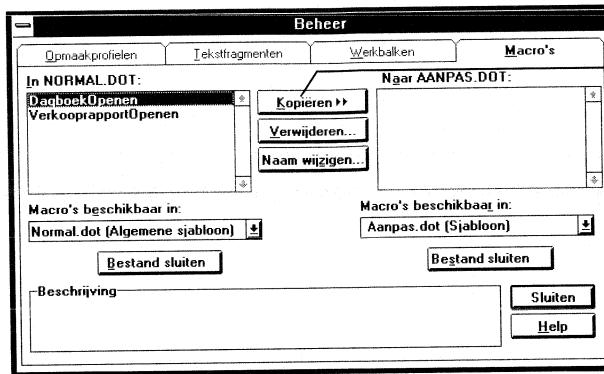 Beheer
Opmaakprofielen Tekstfragmenten Werkbalken Macro's
In NORMAL.DOT:
Naar AANPAS.DOT:
DagboekOpenen
VerkooprapportOpenen
Kopiëren
Verwijderen...
Naam wijzigen...
Macro's beschikbaar in:
Normal.dot (Algemene sjabloon)
Bestand sluiten
Macro's beschikbaar in:
Aanpas.dot (Sjabloon)
Bestand sluiten
Beschrijving
Sluiten
Help